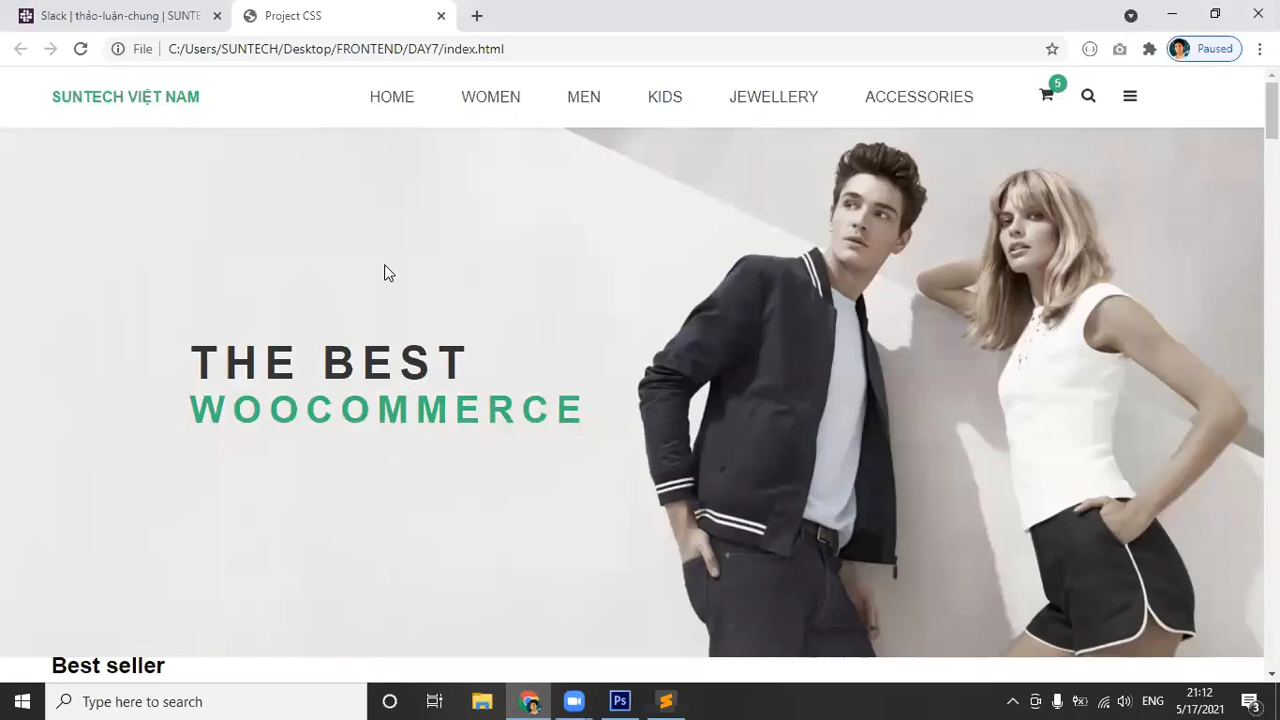 Slack | thảo-luận-chung | SUNTE
Project CSS
File
C:/Users/SUNTECH/Desktop/FRONTEND/DAY7/index.html
Paused
SUNTECH VIỆT NAM
HOME
WOMEN
MEN
KIDS
JEWELLERY
ACCESSORIES
5
THE BEST
WOOCOMMERCE
Best seller
Type here to search
Ps
ENG
21:12
5/17/2021
3